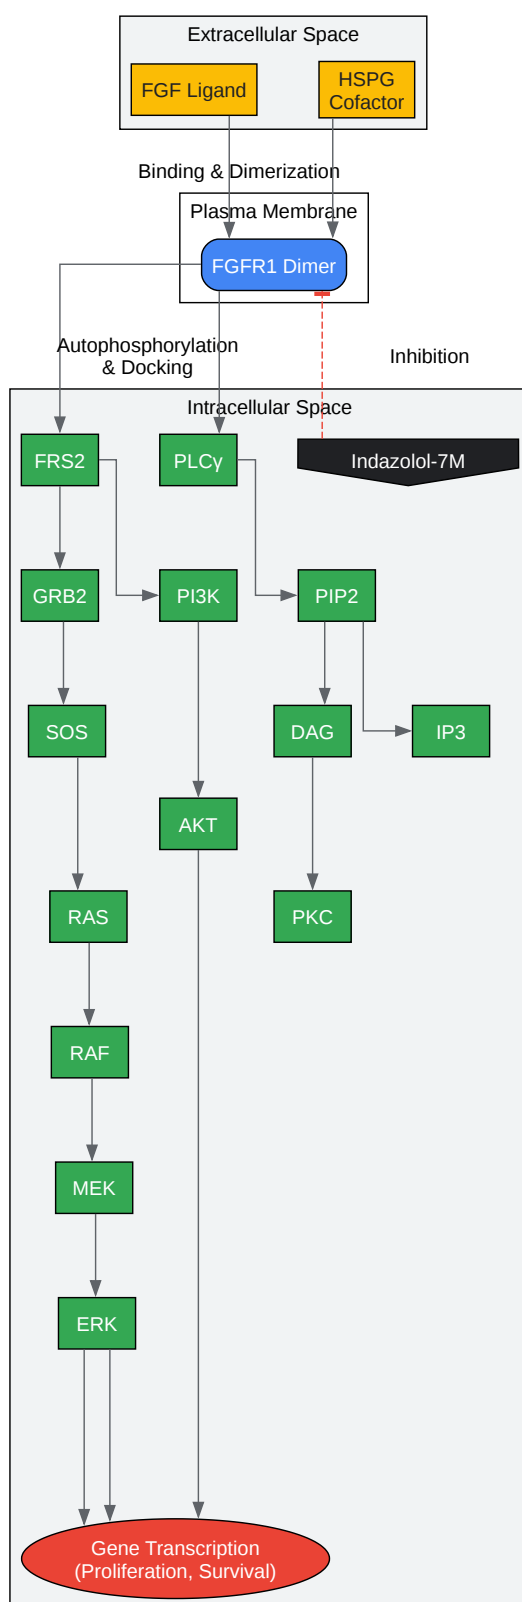 Extracellular Space
FGF Ligand
HSPG
Cofactor
Binding & Dimerization
Plasma Membrane
FGFR1 Dimer
Autophosphorylation
& Docking
Inhibition
Intracellular Space
FRS2
PLCγ
Indazolol-7M
GRB2
PI3K
PIP2
SOS
DAG
IP3
AKT
RAS
PKC
RAF
MEK
ERK
Gene Transcription
(Proliferation, Survival)